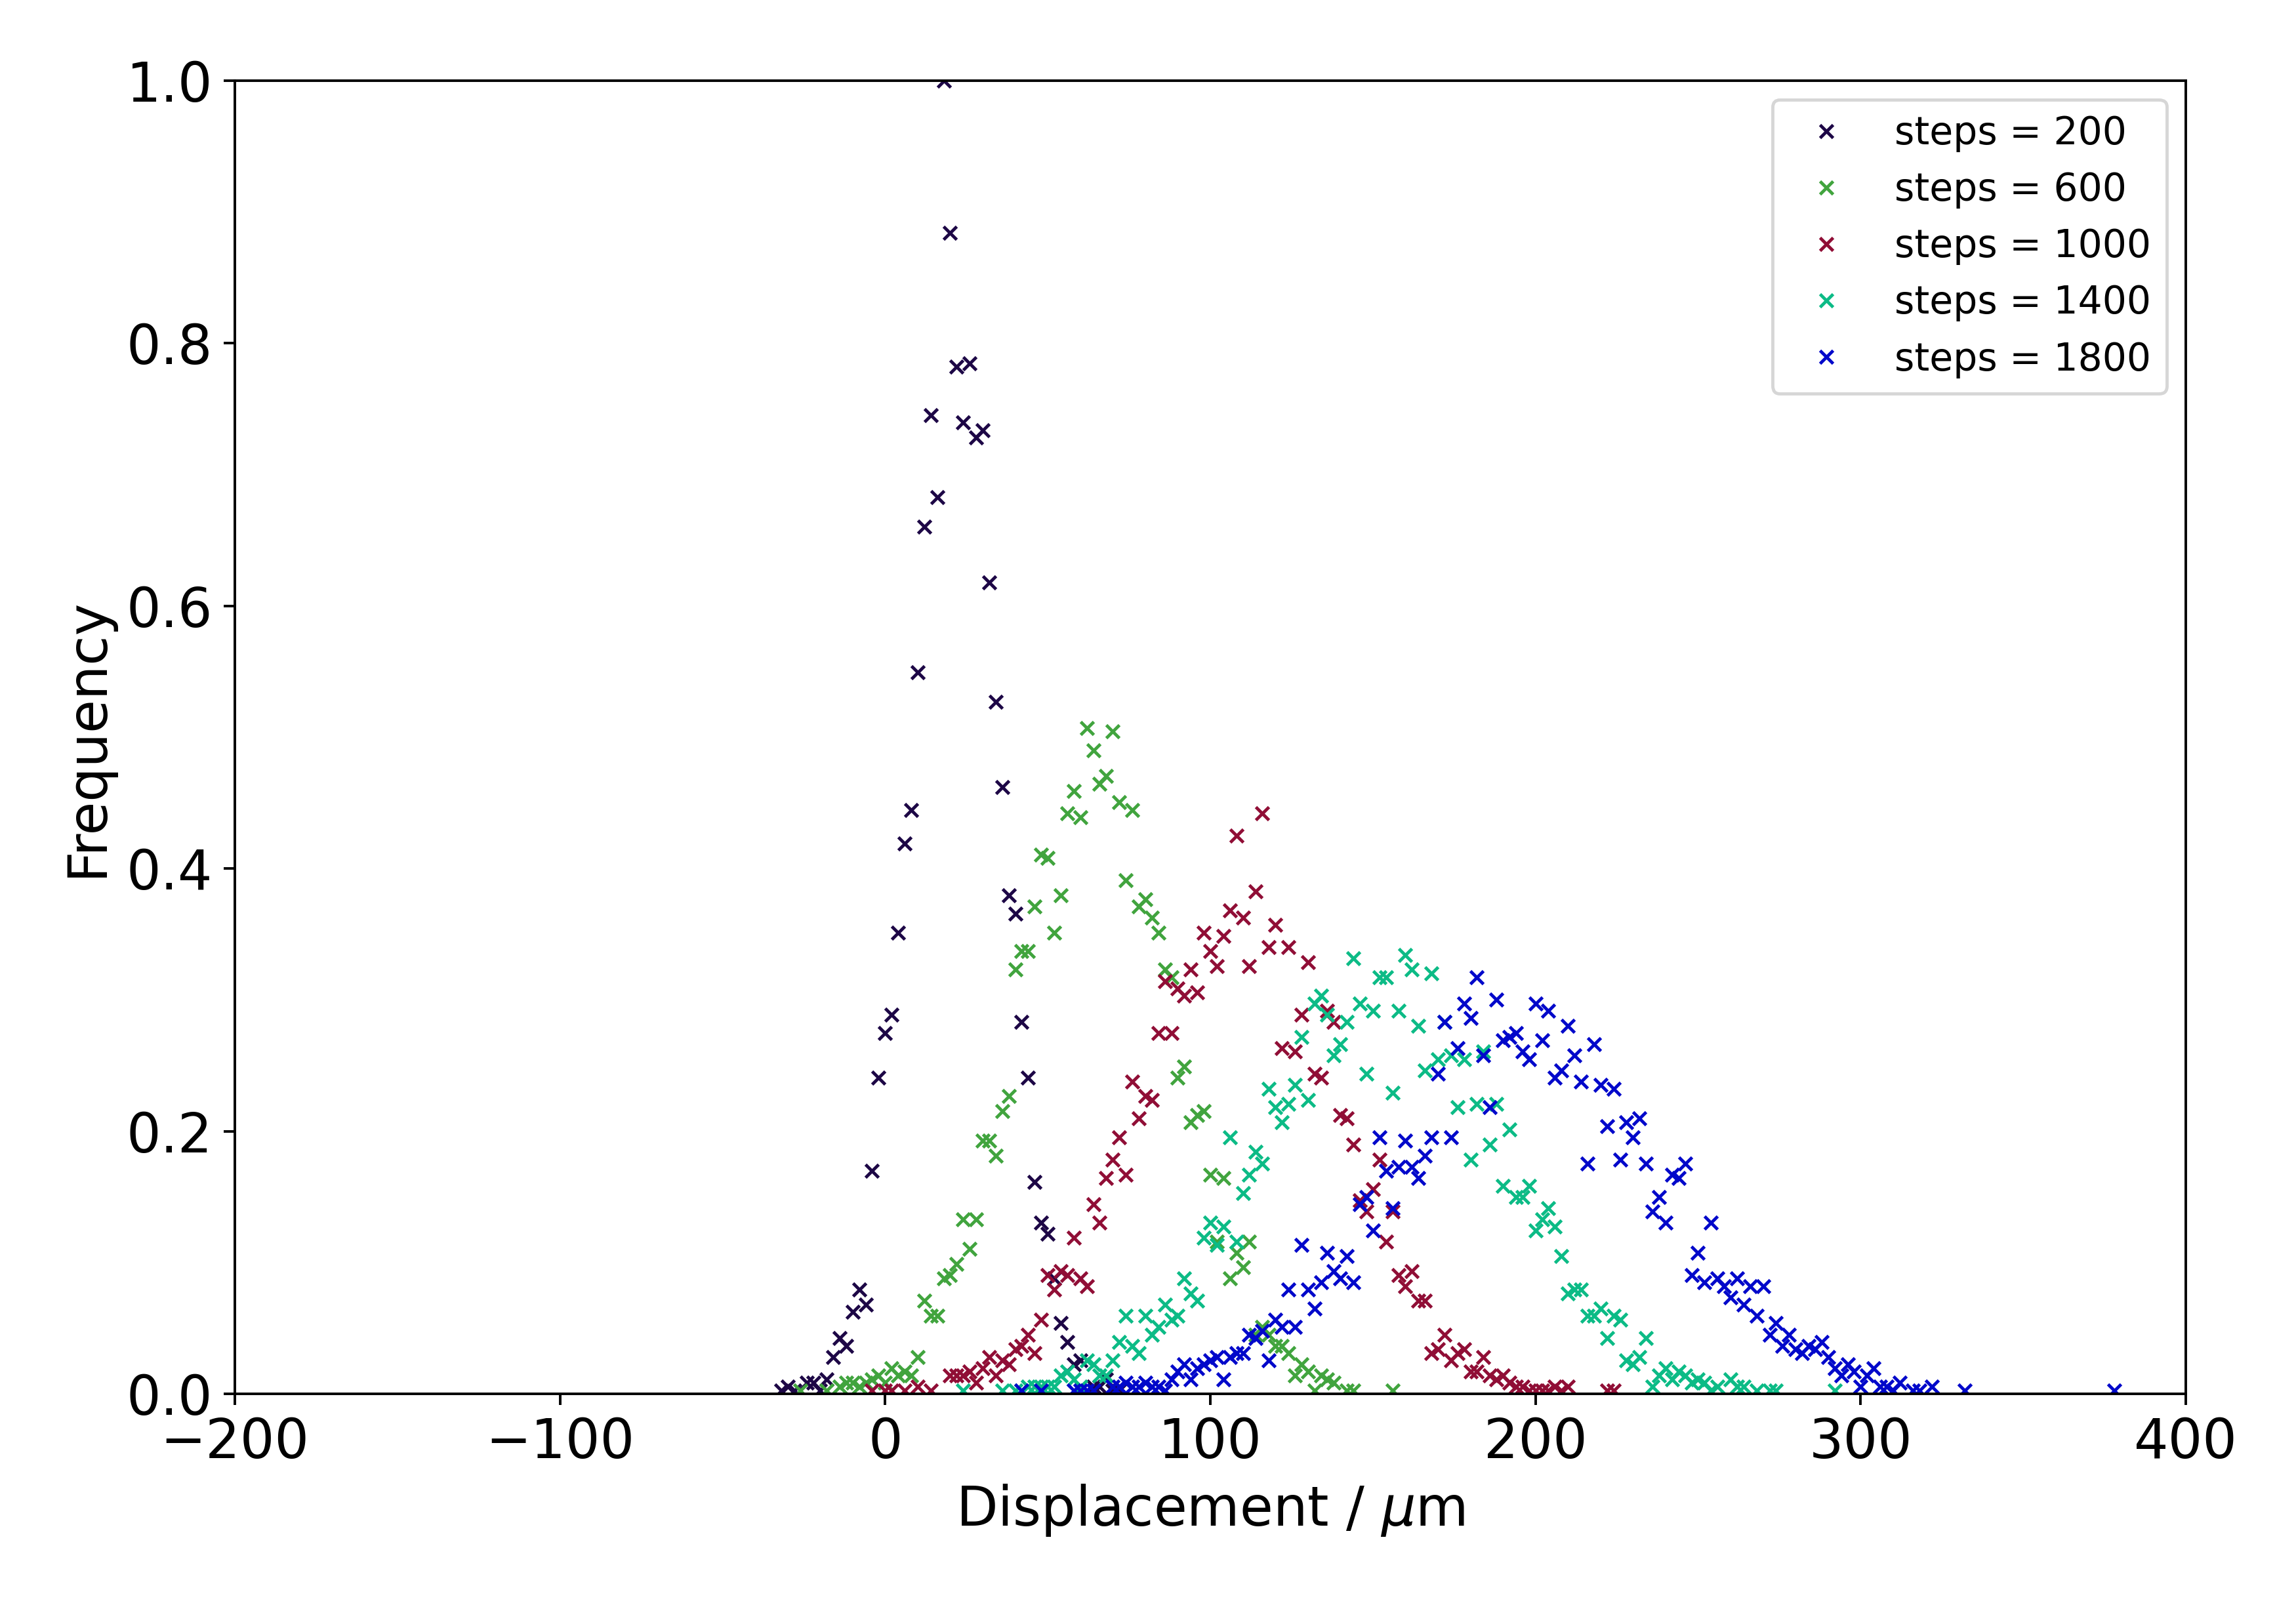 1.0
0.8
0.6
0.4
0.2
0.0
Frequency
−200
−100
0
100
200
300
400
Displacement / μm
steps = 200
steps = 600
steps = 1000
steps = 1400
steps = 1800